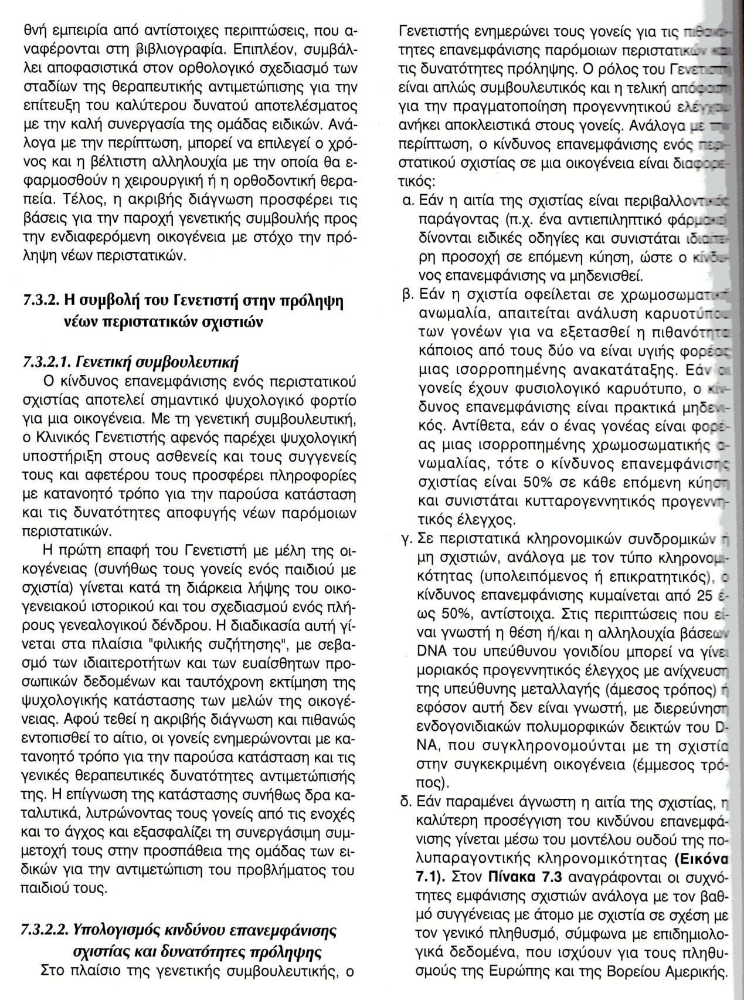 θνή εμπειρία από αντίστοιχες περιπτώσεις, που α-
ναφέρονται στη βιβλιογραφία. Επιπλέον, συμβάλ-
λει αποφασιστικά στον ορθολογικό σχεδιασμό των
σταδίων της θεραπευτικής αντιμετώπισης για την
επίτευξη του καλύτερου δυνατού αποτελέσματος
με την καλή συνεργασία της ομάδας ειδικών. Ανά-
λογα με την περίπτωση, μπορεί να επιλεγεί ο χρό-
νος και η βέλτιστη αλληλουχία με την οποία θα ε-
φαρμοσθούν η χειρουργική ή η ορθοδοντική θερα-
πεία. Τέλος, η ακριβής διάγνωση προσφέρει τις
βάσεις για την παροχή γενετικής συμβουλής προς
την ενδιαφερόμενη οικογένεια με στόχο την πρό-
ληψη νέων περιστατικών.
7.3.2. Η συμβολή του Γενετιστή στην πρόληψη
νέων περιστατικών σχιστιών
7.3.2.1. Γενετική συμβουλευτική
Ο κίνδυνος επανεμφάνισης ενός περιστατικού
σχιστίας αποτελεί σημαντικό ψυχολογικό φορτίο
για μια οικογένεια. Με τη γενετική συμβουλευτική,
ο Κλινικός Γενετιστής αφενός παρέχει ψυχολογική
υποστήριξη στους ασθενείς και τους συγγενείς
τους και αφετέρου τους προσφέρει πληροφορίες
με κατανοητό τρόπο για την παρούσα κατάσταση
και τις δυνατότητες αποφυγής νέων παρόμοιων
περιστατικών.
Η πρώτη επαφή του Γενετιστή με μέλη της οι-
κογένειας (συνήθως τους γονείς ενός παιδιού με
σχιστία) γίνεται κατά τη διάρκεια λήψης του οικο-
γενειακού ιστορικού και του σχεδιασμού ενός πλή-
ρους γενεαλογικού δένδρου. Η διαδικασία αυτή γί-
νεται στα πλαίσια "φιλικής συζήτησης", με σεβα-
σμό των ιδιαιτεροτήτων και των ευαίσθητων προ-
σωπικών δεδομένων και ταυτόχρονη εκτίμηση της
ψυχολογικής κατάστασης των μελών της οικογέ-
νειας. Αφού τεθεί η ακριβής διάγνωση και πιθανώς
εντοπισθεί το αίτιο, οι γονείς ενημερώνονται με κα-
τανοητό τρόπο για την παρούσα κατάσταση και τις
γενικές θεραπευτικές δυνατότητες αντιμετώπισής
της. Η επίγνωση της κατάστασης συνήθως δρα κα-
ταλυτικά, λυτρώνοντας τους γονείς από τις ενοχές
και το άγχος και εξασφαλίζει τη συνεργάσιμη συμ-
μετοχή τους στην προσπάθεια της ομάδας των ει-
δικών για την αντιμετώπιση του προβλήματος του
παιδιού τους.
7.3.2.2. Υπολογισμός κινδύνου επανεμφάνισης
σχιστίας και δυνατότητες πρόληψης
Στο πλαίσιο της γενετικής συμβουλευτικής, ο
Γενετιστής ενημερώνει τους γονείς για τις πιθανό-
τητες επανεμφάνισης παρόμοιων περιστατικών και
τις δυνατότητες πρόληψης. Ο ρόλος του Γενετιστή
είναι απλώς συμβουλευτικός και η τελική απόφαση
για την πραγματοποίηση προγεννητικού ελέγχου
ανήκει αποκλειστικά στους γονείς. Ανάλογα με την
περίπτωση, ο κίνδυνος επανεμφάνισης ενός περι-
στατικού σχιστίας σε μια οικογένεια είναι διαφορε-
τικός:
α. Εάν η αιτία της σχιστίας είναι περιβαλλοντικός
παράγοντας (π.χ. ένα αντιεπιληπτικό φάρμακο)
δίνονται ειδικές οδηγίες και συνιστάται ιδιαίτε-
ρη προσοχή σε επόμενη κύηση, ώστε ο κίνδυ-
νος επανεμφάνισης να μηδενισθεί.
β. Εάν η σχιστία οφείλεται σε χρωμοσωματική
ανωμαλία, απαιτείται ανάλυση καρυοτύπου
των γονέων για να εξετασθεί η πιθανότητα
κάποιος από τους δύο να είναι υγιής φορέας
μιας ισορροπημένης ανακατάταξης. Εάν οι
γονείς έχουν φυσιολογικό καρυότυπο, ο κίν-
δυνος επανεμφάνισης είναι πρακτικά μηδενι-
κός. Αντίθετα, εάν ο ένας γονέας είναι φορέ-
ας μιας ισορροπημένης χρωμοσωματικής α-
νωμαλίας, τότε ο κίνδυνος επανεμφάνισης
σχιστίας είναι 50% σε κάθε επόμενη κύηση
και συνιστάται κυτταρογεννητικός προγεννη-
τικός έλεγχος.
γ. Σε περιστατικά κληρονομικών συνδρομικών ή
μη σχιστιών, ανάλογα με τον τύπο κληρονομι-
κότητας (υπολειπόμενος ή επικρατητικός), ο
κίνδυνος επανεμφάνισης κυμαίνεται από 25 έ-
ως 50%, αντίστοιχα. Στις περιπτώσεις που εί-
ναι γνωστή η θέση ή/και η αλληλουχία βάσεων
DNA του υπεύθυνου γονιδίου μπορεί να γίνει
μοριακός προγεννητικός έλεγχος με ανίχνευση
της υπεύθυνης μεταλλαγής (άμεσος τρόπος) ή
εφόσον αυτή δεν είναι γνωστή, με διερεύνηση
ενδογονιδιακών πολυμορφικών δεικτών του D-
NA, που συγκληρονομούνται με τη σχιστία
στην συγκεκριμένη οικογένεια (έμμεσος τρό-
πος).
δ. Εάν παραμένει άγνωστη η αιτία της σχιστίας, η
καλύτερη προσέγγιση του κινδύνου επανεμφά-
νισης γίνεται μέσω του μοντέλου ουδού της πο-
λυπαραγοντικής κληρονομικότητας (Εικόνα
7.1). Στον Πίνακα 7.3 αναγράφονται οι συχνό-
τητες εμφάνισης σχιστιών ανάλογα με τον βαθ-
μό συγγένειας με άτομο με σχιστία σε σχέση με
τον γενικό πληθυσμό, σύμφωνα με επιδημιολο-
γικά δεδομένα, που ισχύουν για τους πληθυ-
σμούς της Ευρώπης και της Βορείου Αμερικής.